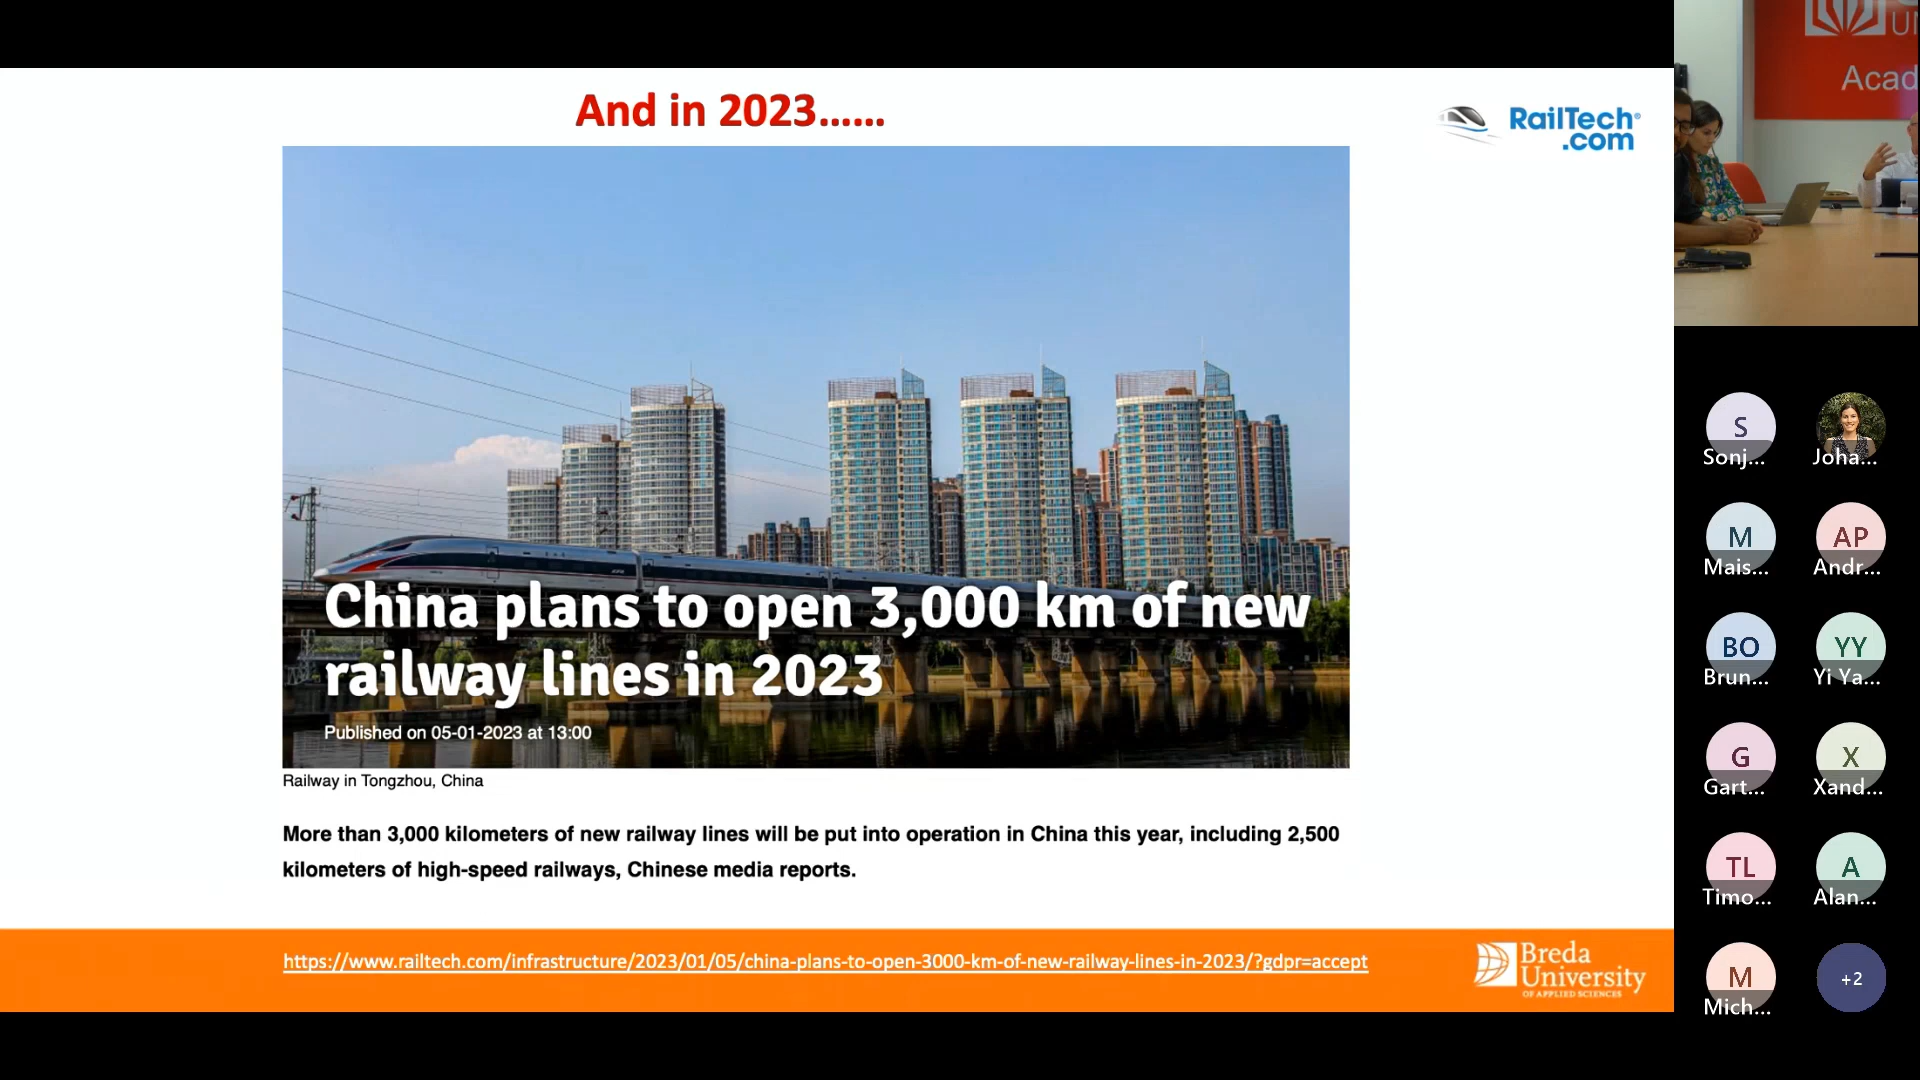 And in 2023......
RailTech
.com
China plans to open 3,000 km of new
railway lines in 2023
Published on 05-01-2023 at 13:00
Railway in Tongzhou, China
More than 3,000 kilometers of new railway lines will be put into operation in China this year, including 2,500
kilometers of high-speed railways, Chinese media reports.
https://www.railtech.com/infrastructure/2023/01/05/china-plans-to-open-3000-km-of-new-railway-lines-in-2023/?gdpr=accept
Breda
University
OF APPLIED SCIENCES
UN
Acad
S
Sonj...
Joha...
M
Mais...
AP
Andr...
BO
Brun...
YY
Yi Ya...
G
Gart...
X
Xand...
TL
Timo...
A
Alan...
M
Mich...
+2